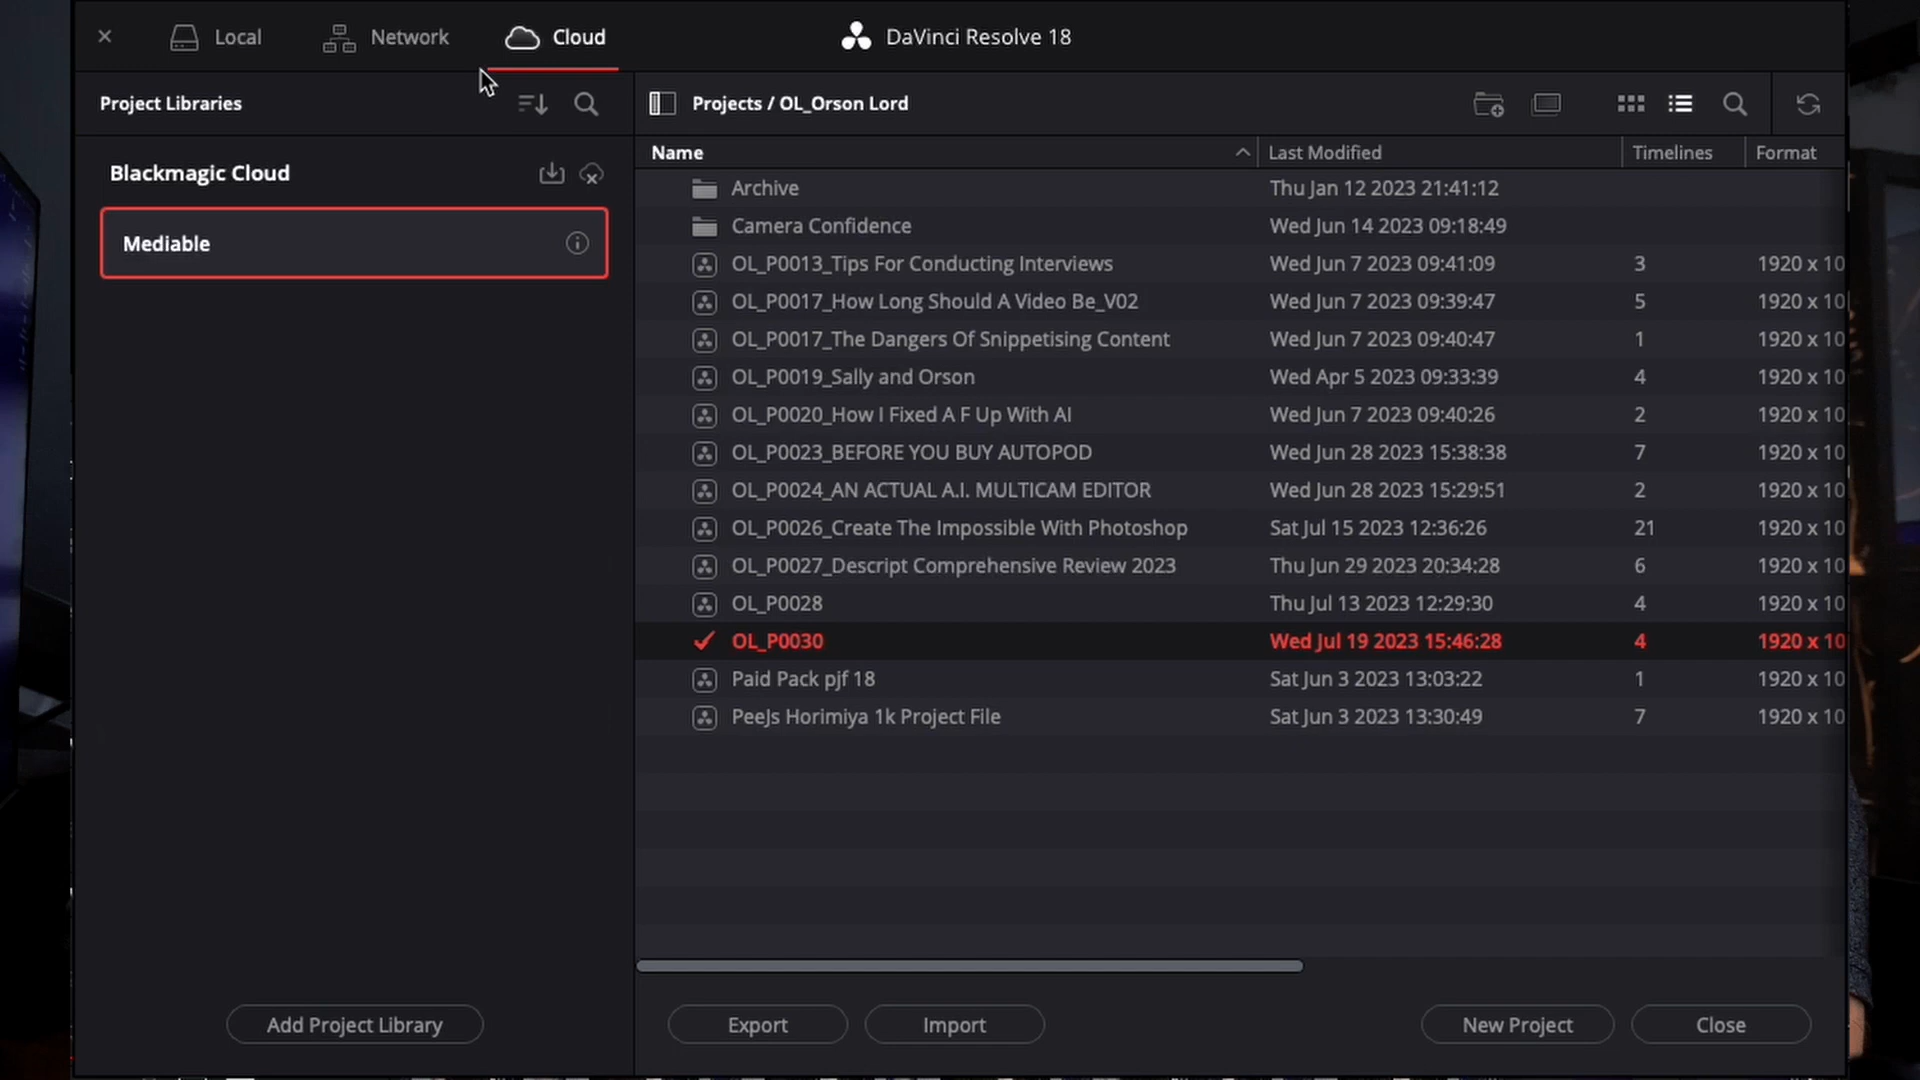 Local Network Cloud DaVinci Resolve 18
Project Libraries
Projects / OL_Orson Lord
Blackmagic Cloud
Mediable
Name Last Modified Timelines Format
Archive Thu Jan 12 2023 21:41:12
Camera Confidence Wed Jun 14 2023 09:18:49
OL_P0013_Tips For Conducting Interviews Wed Jun 7 2023 09:41:09 3 1920 x 10
OL_P0017_How Long Should A Video Be_V02 Wed Jun 7 2023 09:39:47 5 1920 x 10
OL_P0017_The Dangers Of Snippetising Content Wed Jun 7 2023 09:40:47 1 1920 x 10
OL_P0019_Sally and Orson Wed Apr 5 2023 09:33:39 4 1920 x 10
OL_P0020_How I Fixed A F Up With AI Wed Jun 7 2023 09:40:26 2 1920 x 10
OL_P0023_BEFORE YOU BUY AUTOPOD Wed Jun 28 2023 15:38:38 7 1920 x 10
OL_P0024_AN ACTUAL A.I. MULTICAM EDITOR Wed Jun 28 2023 15:29:51 2 1920 x 10
OL_P0026_Create The Impossible With Photoshop Sat Jul 15 2023 12:36:26 21 1920 x 10
OL_P0027_Descript Comprehensive Review 2023 Thu Jun 29 2023 20:34:28 6 1920 x 10
OL_P0028 Thu Jul 13 2023 12:29:30 4 1920 x 10
OL_P0030 Wed Jul 19 2023 15:46:28 4 1920 x 10
Paid Pack pjf 18 Sat Jun 3 2023 13:03:22 1 1920 x 10
PeeJs Horimiya 1k Project File Sat Jun 3 2023 13:30:49 7 1920 x 10
Add Project Library Export Import New Project Close